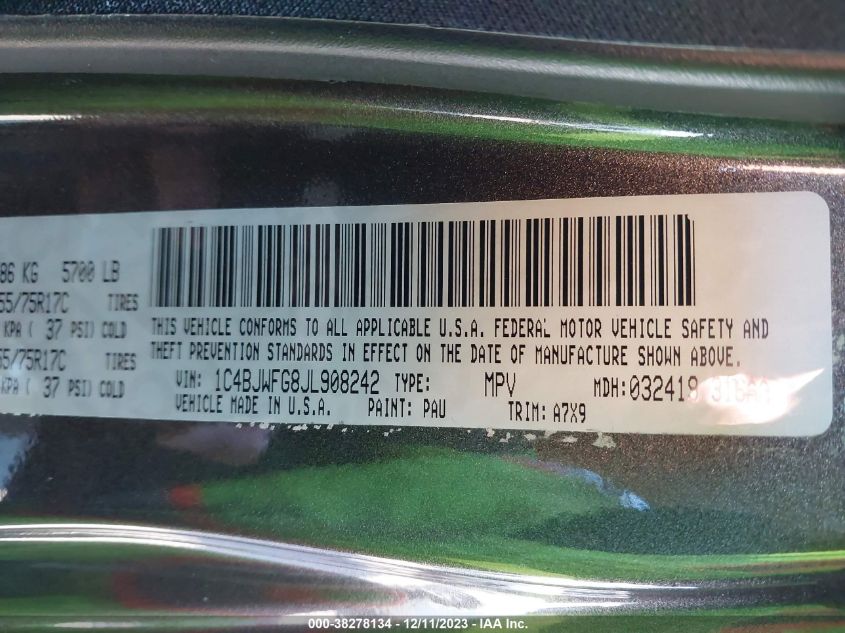 86 KG 5700 LB
55/75R17C TIRES
KPA ( 37 PSI) COLD
65/75R17C TIRES
KPA ( 37 PSI) COLD
THIS VEHICLE CONFORMS TO ALL APPLICABLE U.S.A. FEDERAL MOTOR VEHICLE SAFETY AND
THEFT PREVENTION STANDARDS IN EFFECT ON THE DATE OF MANUFACTURE SHOWN ABOVE.
VIN: 1C4BJWFG8JL908242 TYPE: MPV MDH:032419
VEHICLE MADE IN U.S.A. PAINT: PAU TRIM: A7X9
000-38278134 - 12/11/2023 - IAA Inc.